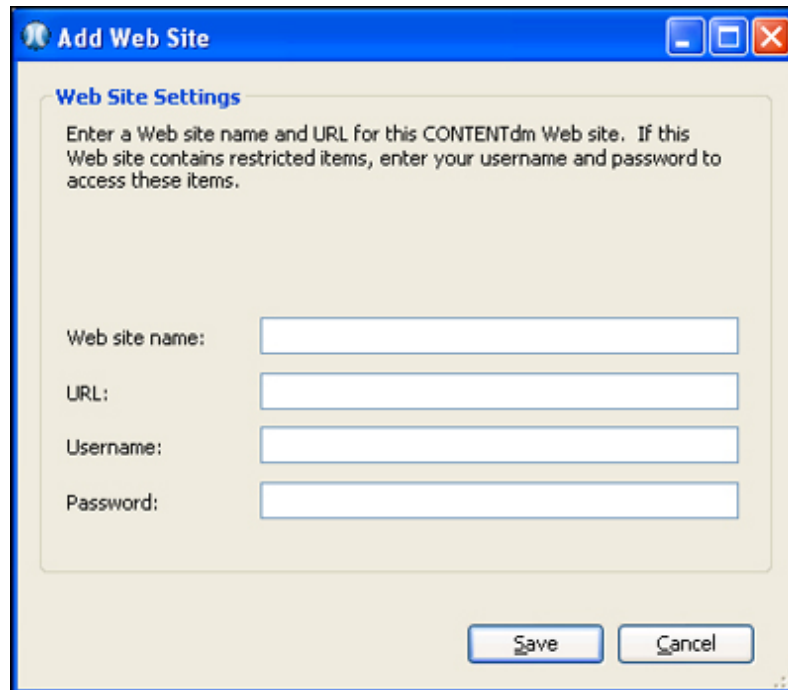 Add Web Site
Web Site Settings
Enter a Web site name and URL for this CONTENTdm Web site. If this
Web site contains restricted items, enter your username and password to
access these items.
Web site name:
URL:
Username:
Password:
Save
Cancel